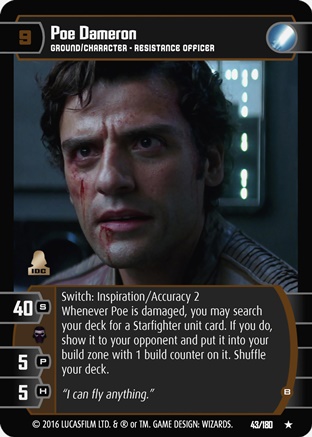 9
Poe Dameron
GROUND/CHARACTER - RESISTANCE OFFICER
IDC
40 S
5 P
5 H
Switch: Inspiration/Accuracy 2
Whenever Poe is damaged, you may search
your deck for a Starfighter unit card. If you do,
show it to your opponent and put it into your
build zone with 1 build counter on it. Shuffle
your deck.
"I can fly anything."
B
© 2016 LUCASFILM LTD. & ® or TM. GAME DESIGN: WIZARDS.
43/180